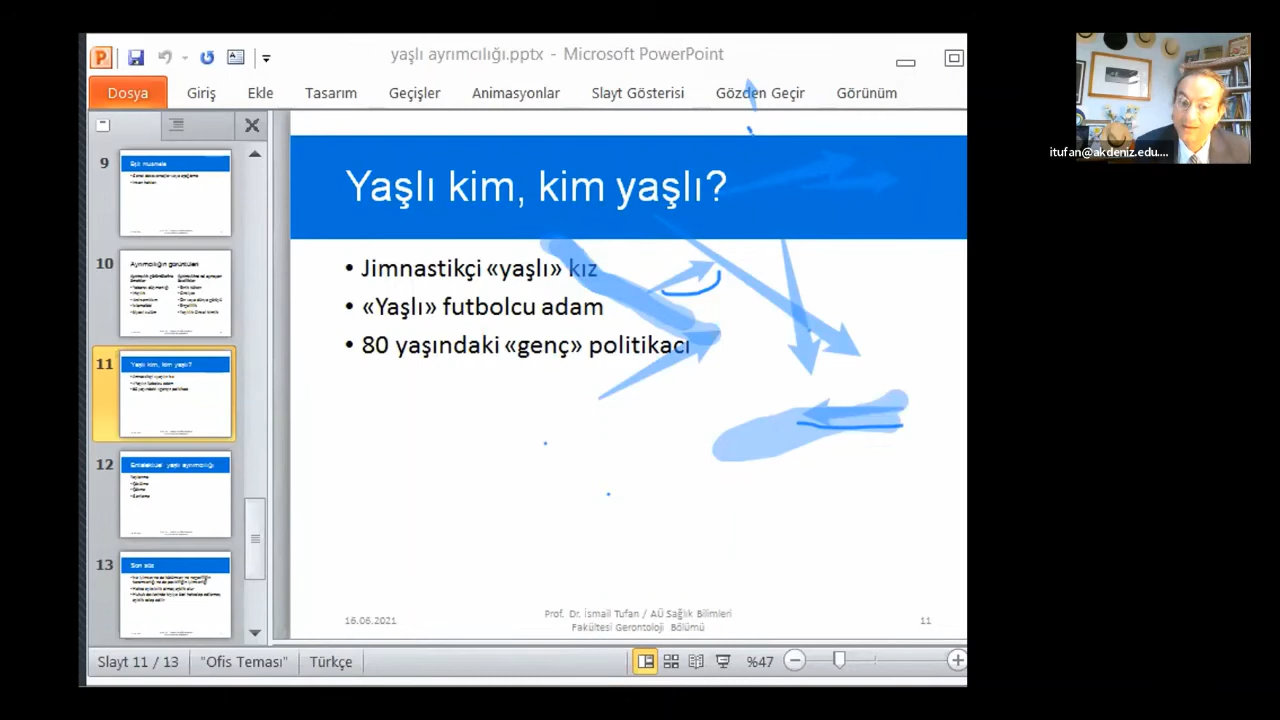 yaşlı ayrımcılığı.pptx - Microsoft PowerPoint
Dosya Giriş Ekle Tasarım Geçişler Animasyonlar Slayt Gösterisi Gözden Geçir Görünüm
itufan@akdeniz.edu....
9
10
Ayrımcılığın görüntüleri
11
Yaşlı kim, kim yaşlı?
12
Entelektüel yaşlı ayrımcılığı
13
Son söz
Yaşlı kim, kim yaşlı?
• Jimnastikçi «yaşlı» kız
• «Yaşlı» futbolcu adam
• 80 yaşındaki «genç» politikacı
16.06.2021
Prof. Dr. İsmail Tufan / AÜ Sağlık Bilimleri
Fakültesi Gerontoloji Bölümü
11
Slayt 11 / 13 "Ofis Teması" Türkçe %47